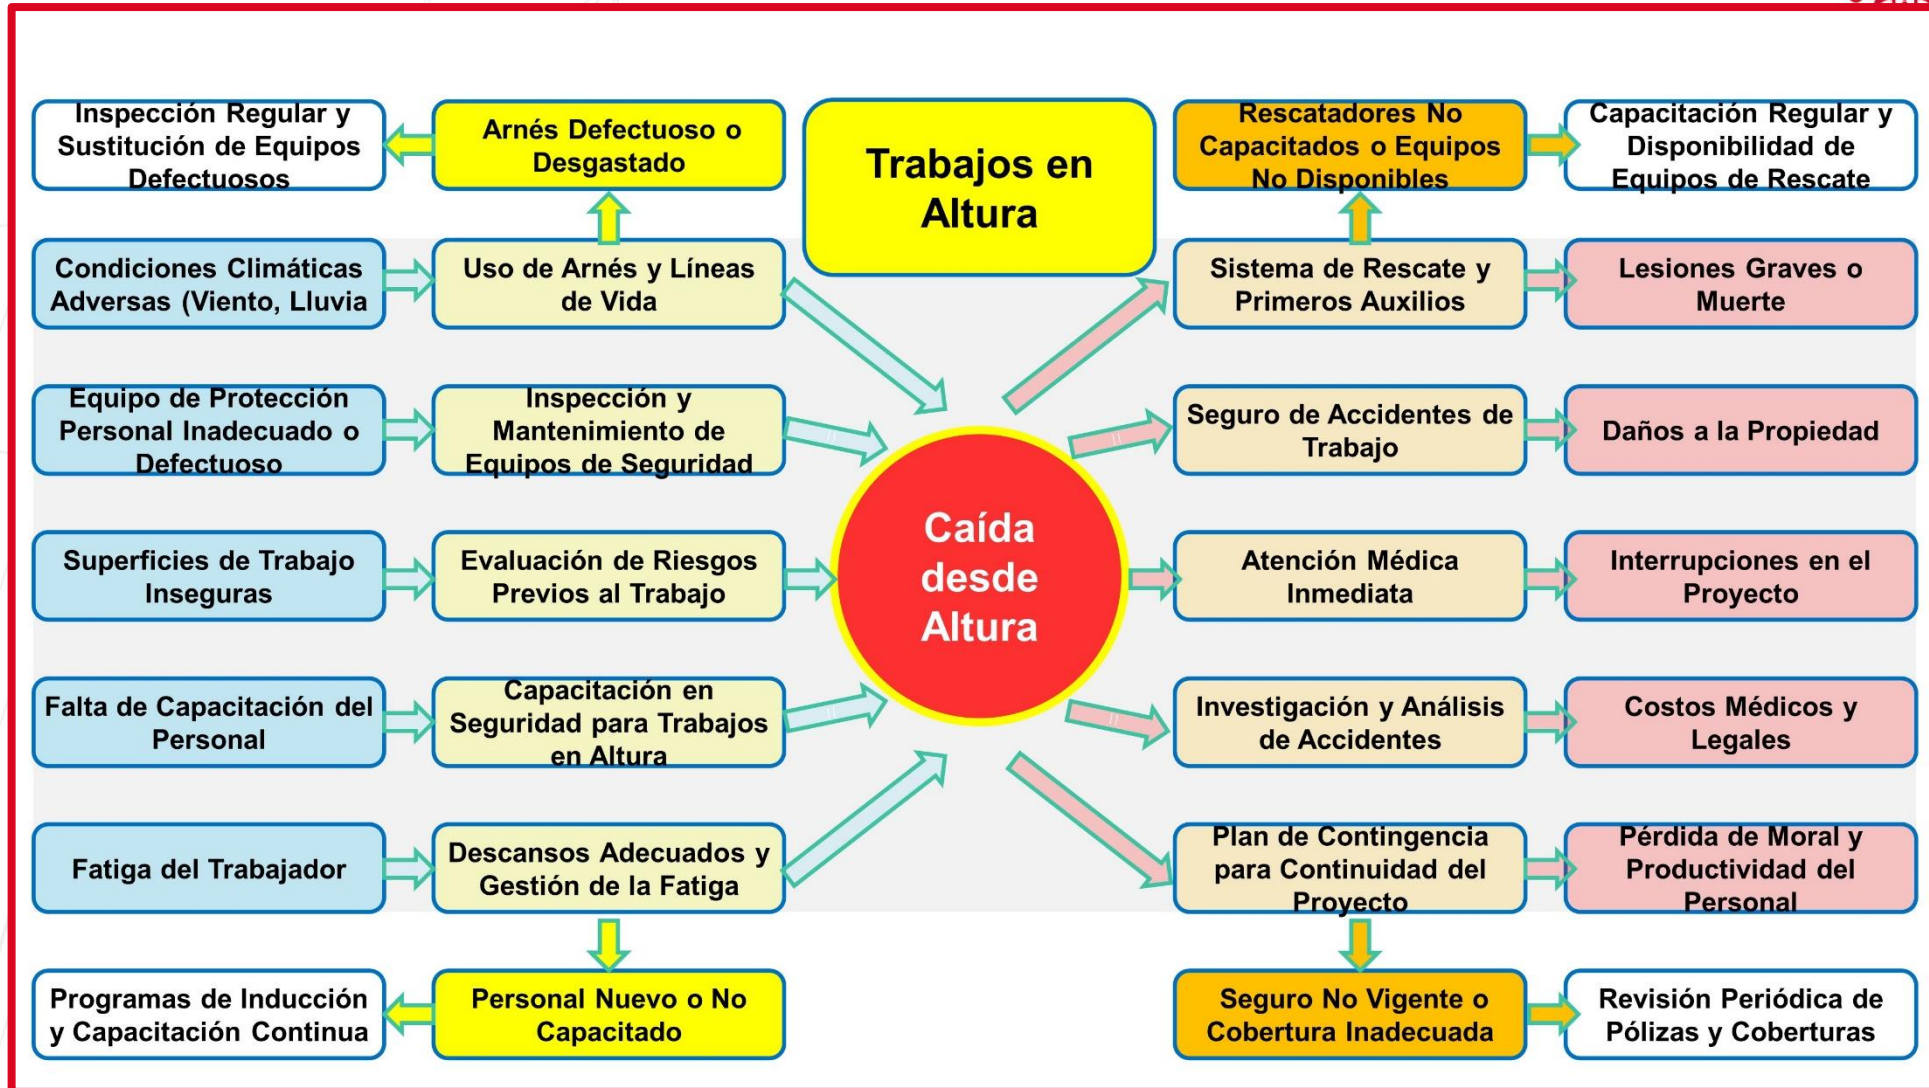 Inspección Regular y
Sustitución de Equipos
Defectuosos
Arnés Defectuoso o
Desgastado
Trabajos en
Altura
Rescatadores No
Capacitados o Equipos
No Disponibles
Capacitación Regular y
Disponibilidad de
Equipos de Rescate
Condiciones Climáticas
Adversas (Viento, Lluvia
Uso de Arnés y Líneas
de Vida
Sistema de Rescate y
Primeros Auxilios
Lesiones Graves o
Muerte
Equipo de Protección
Personal Inadecuado o
Defectuoso
Inspección y
Mantenimiento de
Equipos de Seguridad
Seguro de Accidentes de
Trabajo
Daños a la Propiedad
Superficies de Trabajo
Inseguras
Evaluación de Riesgos
Previos al Trabajo
Caída
desde
Altura
Atención Médica
Inmediata
Interrupciones en el
Proyecto
Falta de Capacitación del
Personal
Capacitación en
Seguridad para Trabajos
en Altura
Investigación y Análisis
de Accidentes
Costos Médicos y
Legales
Fatiga del Trabajador
Descansos Adecuados y
Gestión de la Fatiga
Plan de Contingencia
para Continuidad del
Proyecto
Pérdida de Moral y
Productividad del
Personal
Programas de Inducción
y Capacitación Continua
Personal Nuevo o No
Capacitado
Seguro No Vigente o
Cobertura Inadecuada
Revisión Periódica de
Pólizas y Coberturas